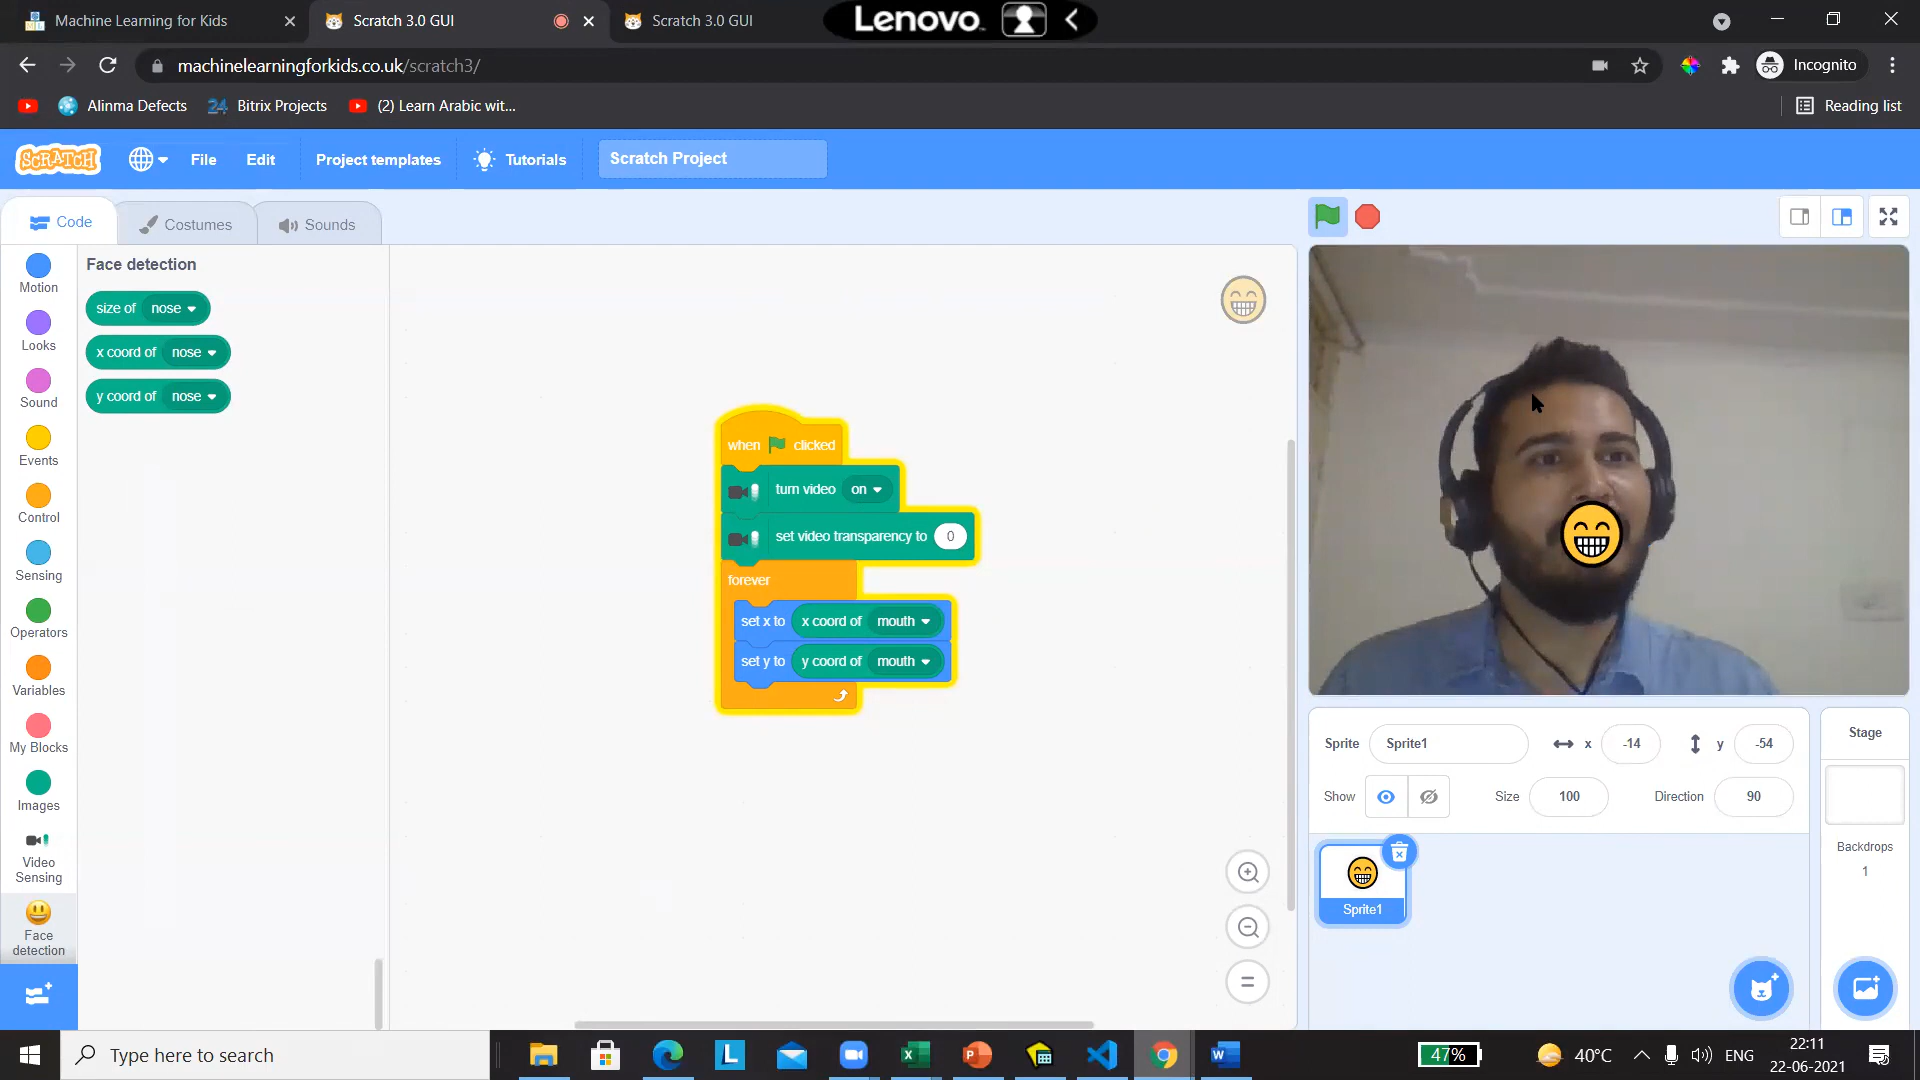 Machine Learning for Kids
Scratch 3.0 GUI
Scratch 3.0 GUI
Lenovo
machinelearningforkids.co.uk/scratch3/
Incognito
Alinma Defects
24 Bitrix Projects
(2) Learn Arabic wit...
Reading list
SCRATCH
File
Edit
Project templates
Tutorials
Scratch Project
Code
Costumes
Sounds
Motion
Looks
Sound
Events
Control
Sensing
Operators
Variables
My Blocks
Images
Video
Sensing
Face
detection
Face detection
size of nose
x coord of nose
y coord of nose
when clicked
turn video on
set video transparency to 0
forever
set x to x coord of mouth
set y to y coord of mouth
Sprite Sprite1 x -14 y -54
Show Size 100 Direction 90
Sprite1
Stage
Backdrops
1
Type here to search
47%
40°C
ENG
22:11
22-06-2021